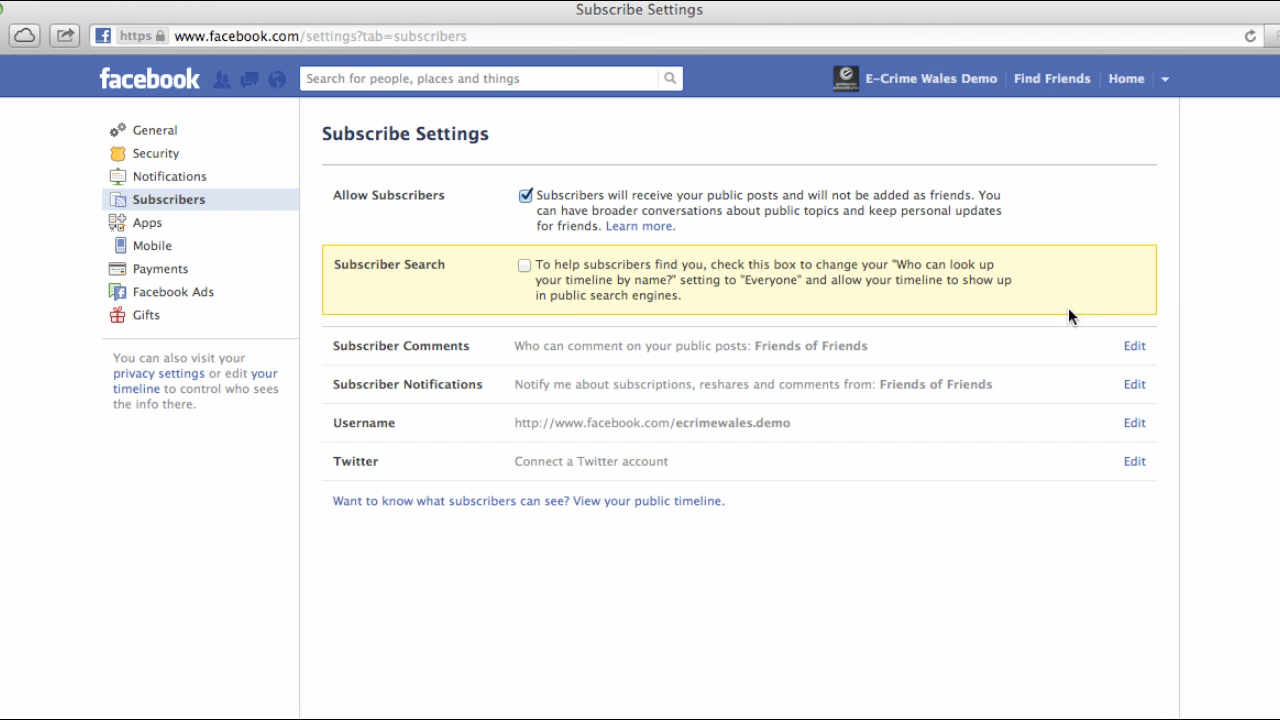 Subscribe Settings
https www.facebook.com/settings?tab=subscribers
facebook Search for people, places and things E-Crime Wales Demo Find Friends Home
General
Security
Notifications
Subscribers
Apps
Mobile
Payments
Facebook Ads
Gifts
You can also visit your
privacy settings or edit your
timeline to control who sees
the info there.
Subscribe Settings
Allow Subscribers Subscribers will receive your public posts and will not be added as friends. You
can have broader conversations about public topics and keep personal updates
for friends. Learn more.
Subscriber Search To help subscribers find you, check this box to change your "Who can look up
your timeline by name?" setting to "Everyone" and allow your timeline to show up
in public search engines.
Subscriber Comments Who can comment on your public posts: Friends of Friends Edit
Subscriber Notifications Notify me about subscriptions, reshares and comments from: Friends of Friends Edit
Username http://www.facebook.com/ecrimewales.demo Edit
Twitter Connect a Twitter account Edit
Want to know what subscribers can see? View your public timeline.